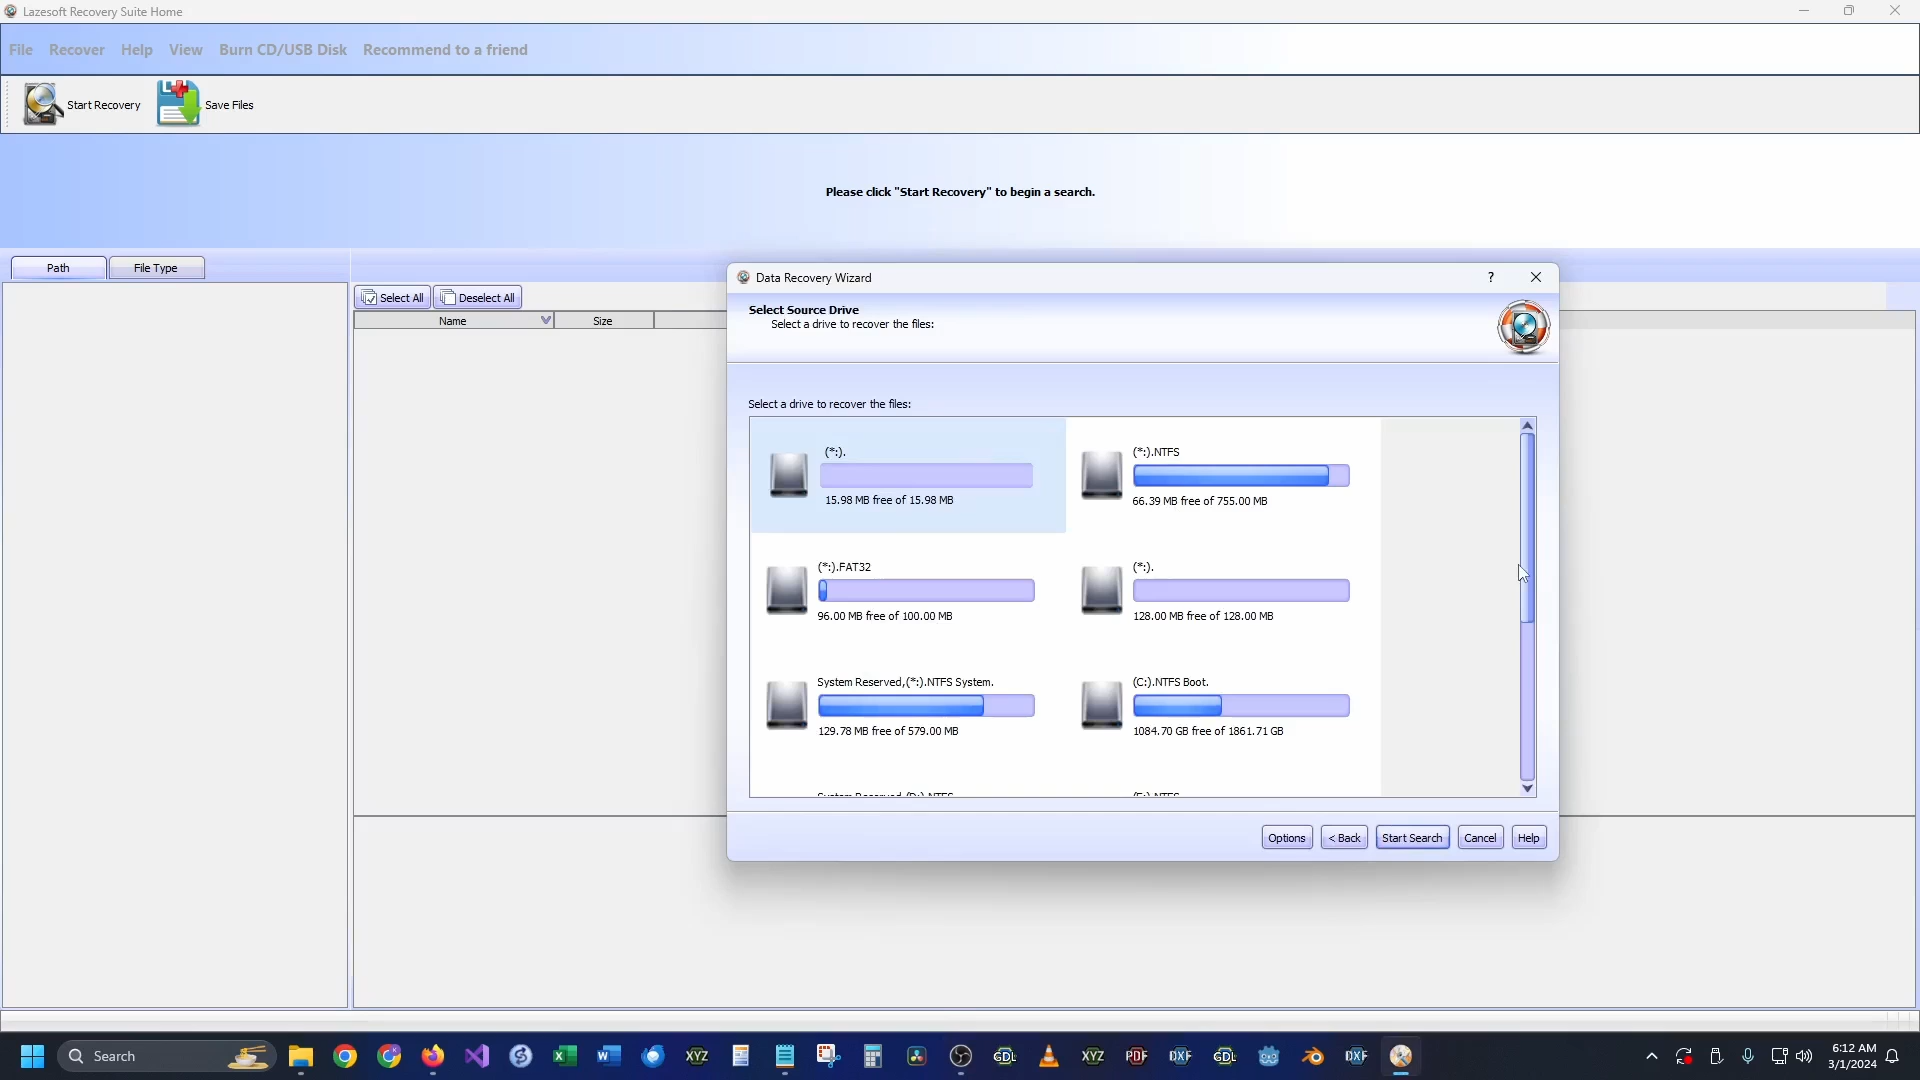 Lazesoft Recovery Suite Home
File Recover Help View Burn CD/USB Disk Recommend to a friend
Start Recovery Save Files
Please click "Start Recovery" to begin a search.
Path File Type
Select All Deselect All
Name Size
Data Recovery Wizard ?
Select Source Drive
Select a drive to recover the files:
Select a drive to recover the files:
(*:).
15.98 MB free of 15.98 MB
(*:).NTFS
66.39 MB free of 755.00 MB
(*:).FAT32
96.00 MB free of 100.00 MB
(*:).
128.00 MB free of 128.00 MB
System Reserved,(*:).NTFS System.
129.78 MB free of 579.00 MB
(C:).NTFS Boot.
1084.70 GB free of 1861.71 GB
Options < Back Start Search Cancel Help
Search
XYZ GDL XYZ PDF DXF GDL DXF
6:12 AM
3/1/2024